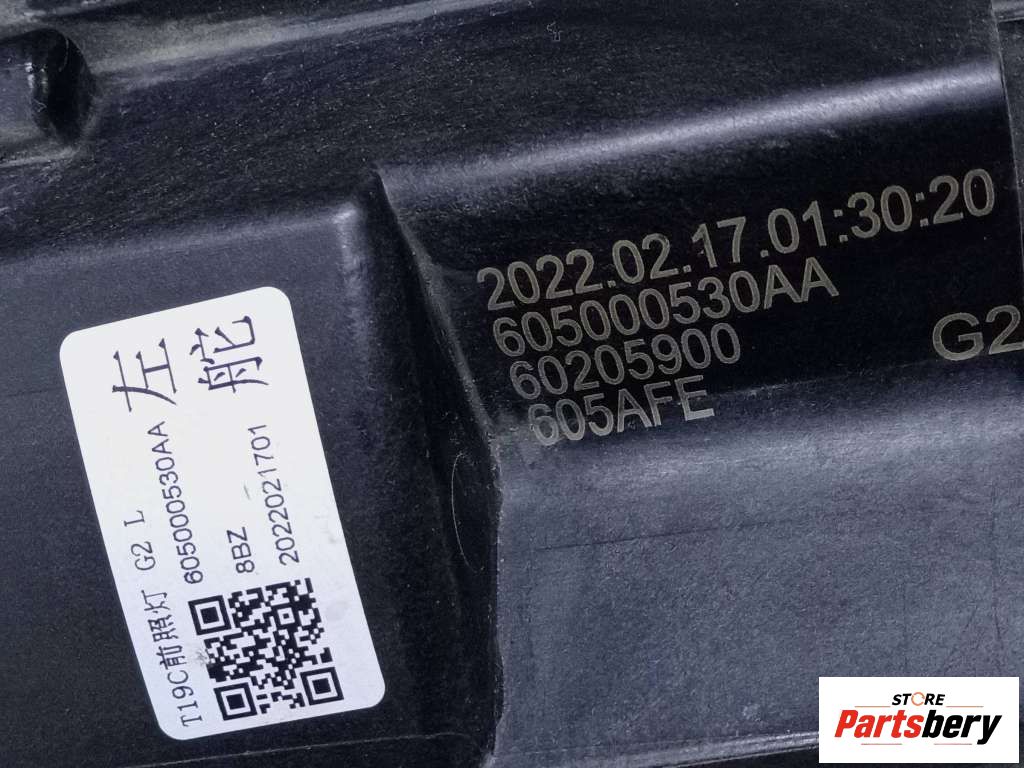 2022.02.17.01:30:20
605000530AA
60205900
605AFE
G2
T19C前照灯 G2 L
605000530AA
8BZ
2022021701
左
舵
STORE
Partsbery